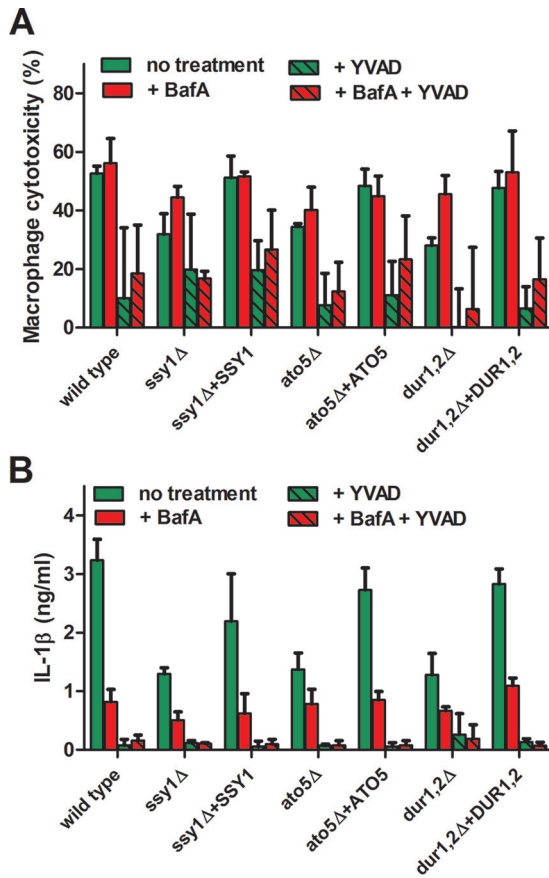 A
no treatment
+ YVAD
+ BafA
+ BafA + YVAD
Macrophage cytotoxicity (%)
80
60
40
20
0
wild type
ssy1Δ
ssy1Δ+SSY1
ato5Δ
ato5Δ+ATO5
dur1,2Δ
dur1,2Δ+DUR1,2
B
no treatment
+ YVAD
+ BafA
+ BafA + YVAD
IL-1β (ng/ml)
4
3
2
1
0
wild type
ssy1Δ
ssy1Δ+SSY1
ato5Δ
ato5Δ+ATO5
dur1,2Δ
dur1,2Δ+DUR1,2